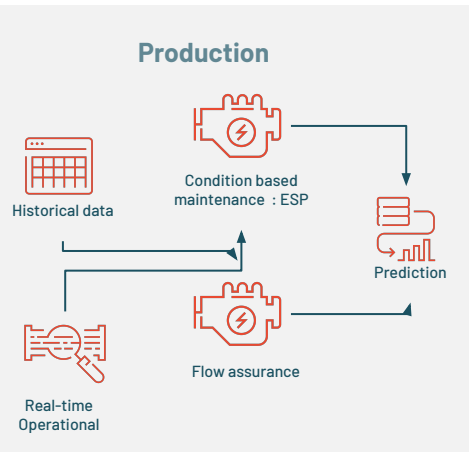 Production
Condition based
maintenance : ESP
Historical data
Prediction
Flow assurance
Real-time
Operational